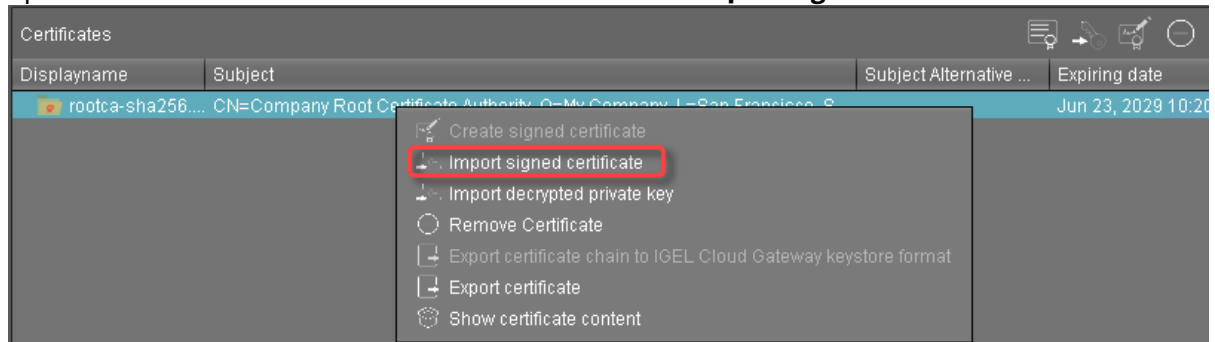 Certificates
Displayname Subject Subject Alternative ... Expiring date
rootca-sha256.... CN=Company Root Certificate Authority, O=My Company, L=San Francisco, S Jun 23, 2029 10:20
Create signed certificate
Import signed certificate
Import decrypted private key
Remove Certificate
Export certificate chain to IGEL Cloud Gateway keystore format
Export certificate
Show certificate content